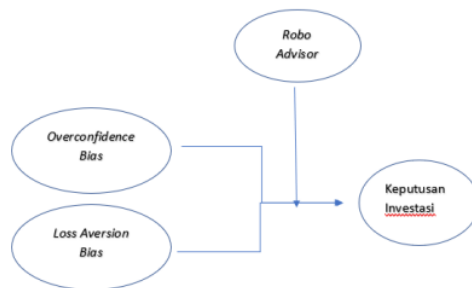 Robo
Advisor
Overconfidence
Bias
Keputusan
Investasi
Loss Aversion
Bias